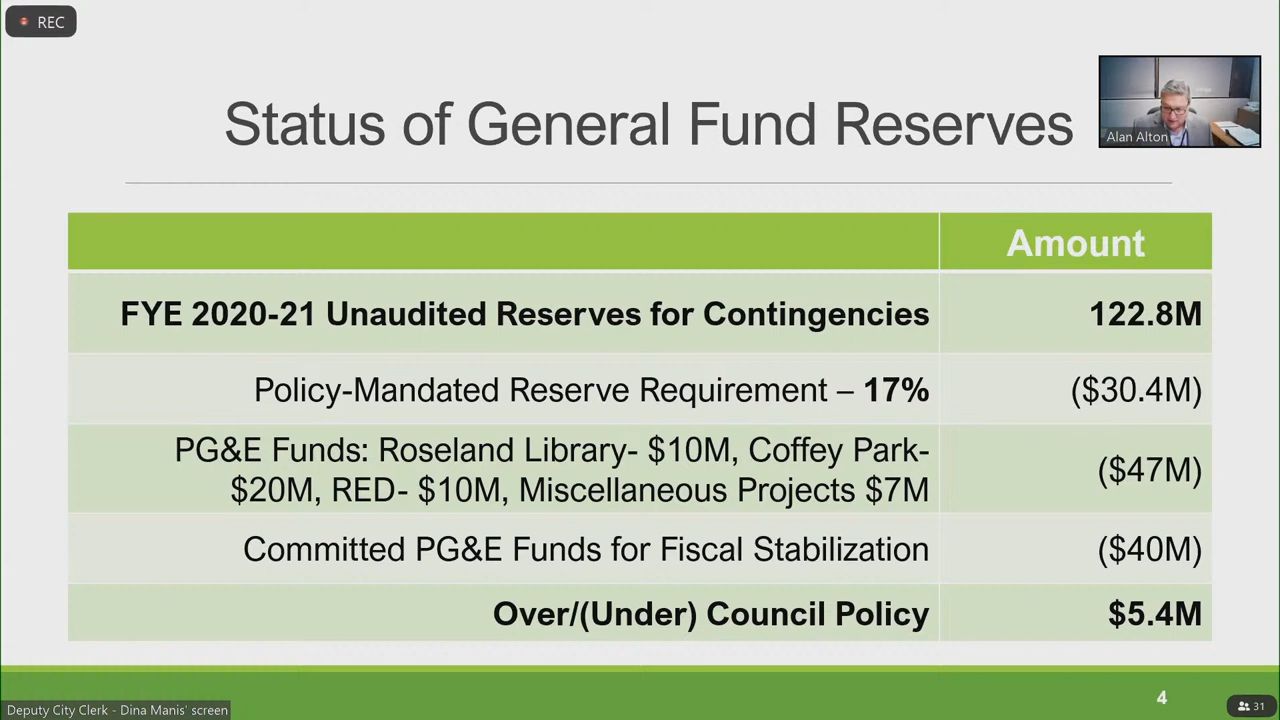 REC
Status of General Fund Reserves
Alan Alton
Amount
FYE 2020-21 Unaudited Reserves for Contingencies 122.8M
Policy-Mandated Reserve Requirement – 17% ($30.4M)
PG&E Funds: Roseland Library- $10M, Coffey Park-
$20M, RED- $10M, Miscellaneous Projects $7M ($47M)
Committed PG&E Funds for Fiscal Stabilization ($40M)
Over/(Under) Council Policy $5.4M
4
Deputy City Clerk - Dina Manis' screen
31